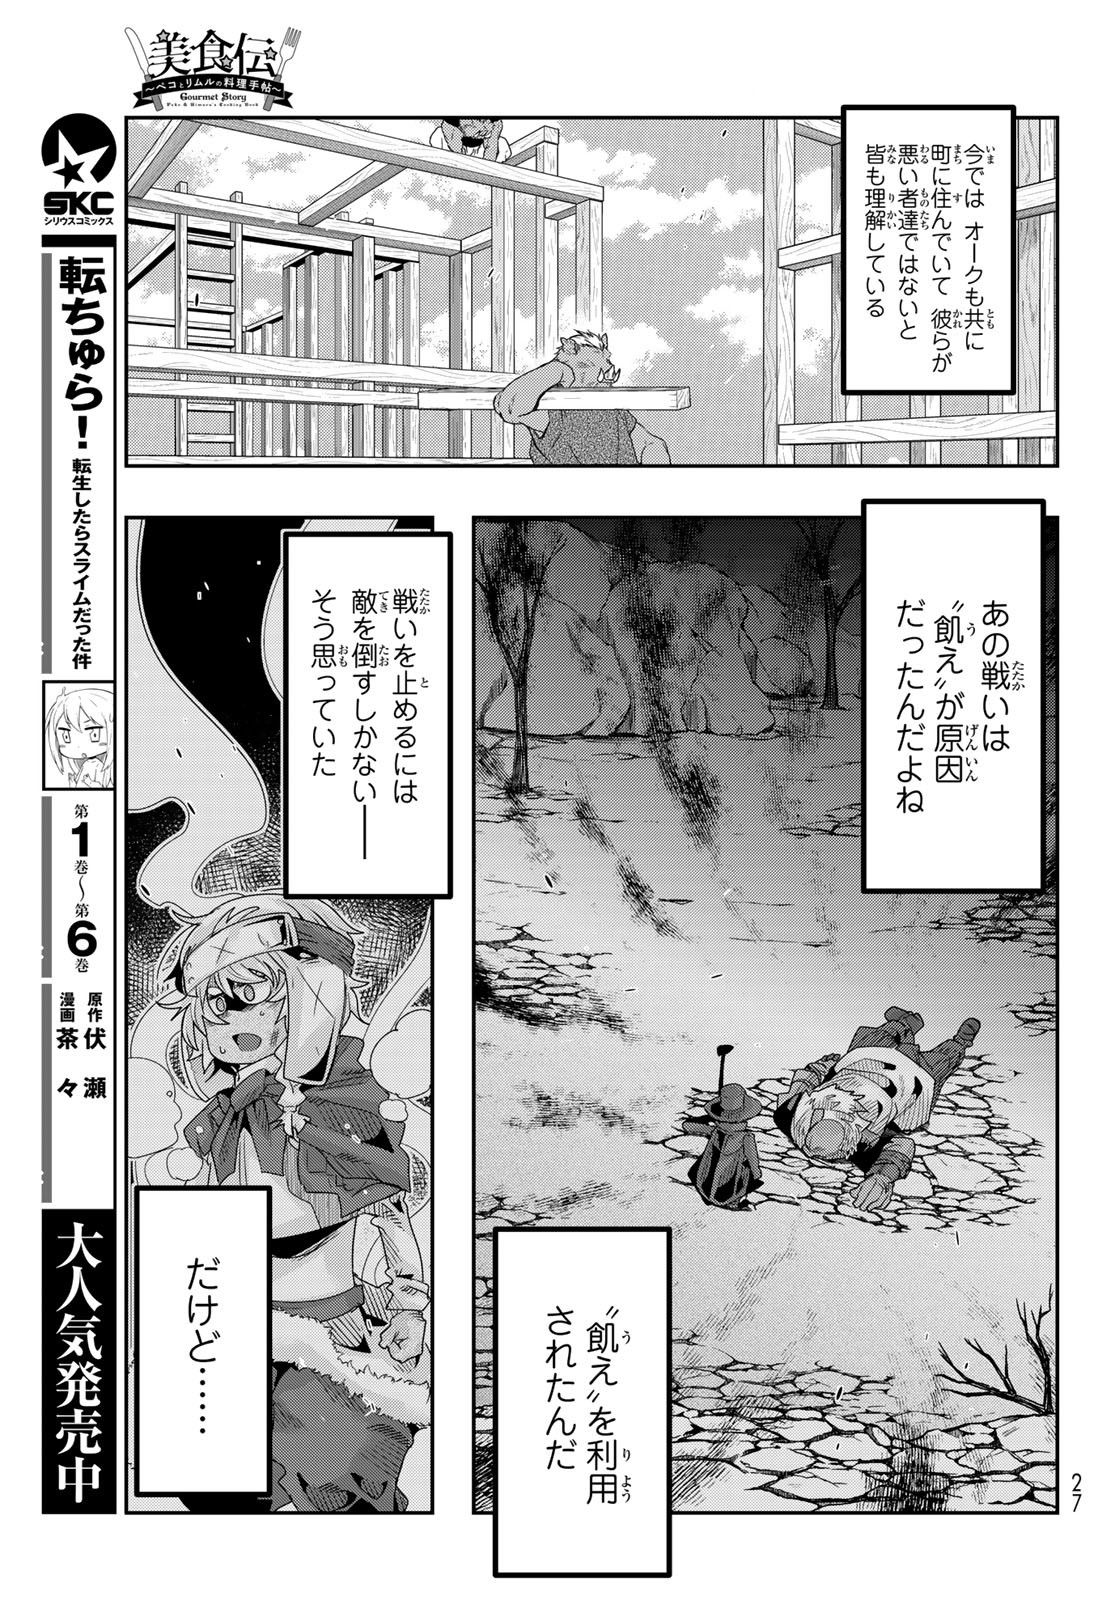 美食伝
～ペコとリムルの料理手帖～
Gourmet Story
Peko & Rimuru's Cooking Book
今では オークも共に
町に住んでいて 彼らが
悪い者達ではないと
皆も理解している
あの戦いは
〝飢え〟が原因
だったんだよね
〝飢え〟を利用
されたんだ
戦いを止めるには
敵を倒すしかない――
そう思っていた
だけど……
SKC
シリウスコミックス
転ちゅら！
転生したらスライムだった件
第1巻～第6巻
原作 伏瀬
漫画 茶々
大人気発売中
27